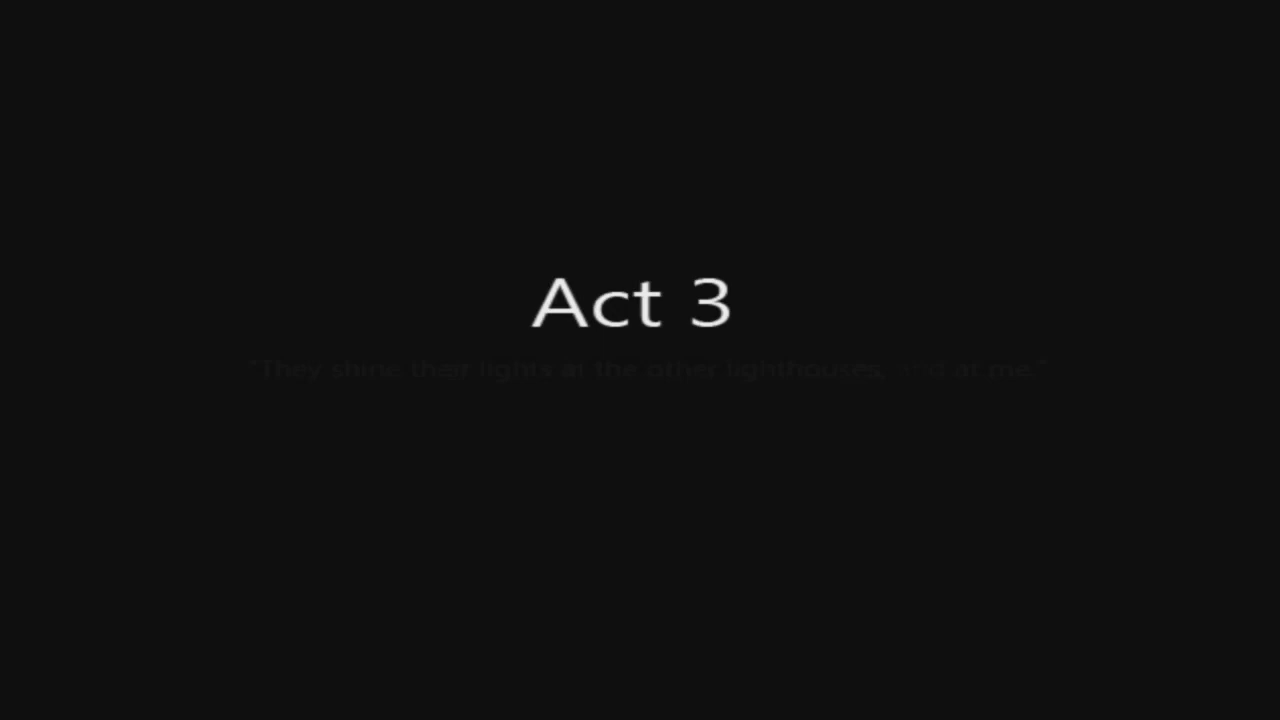 Act 3
"They shine their lights at the other lighthouses, and at me"